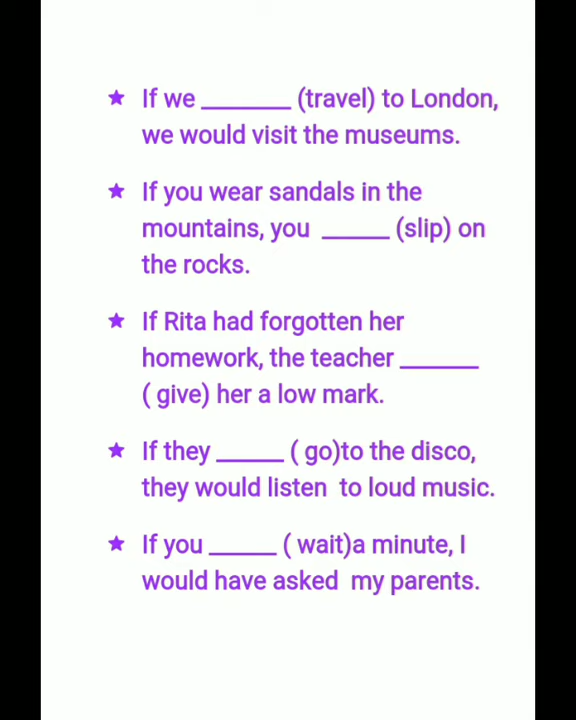 ★ If we ________ (travel) to London,
we would visit the museums.
★ If you wear sandals in the
mountains, you ______ (slip) on
the rocks.
★ If Rita had forgotten her
homework, the teacher _______
( give) her a low mark.
★ If they ______ ( go)to the disco,
they would listen to loud music.
★ If you ______ ( wait)a minute, I
would have asked my parents.